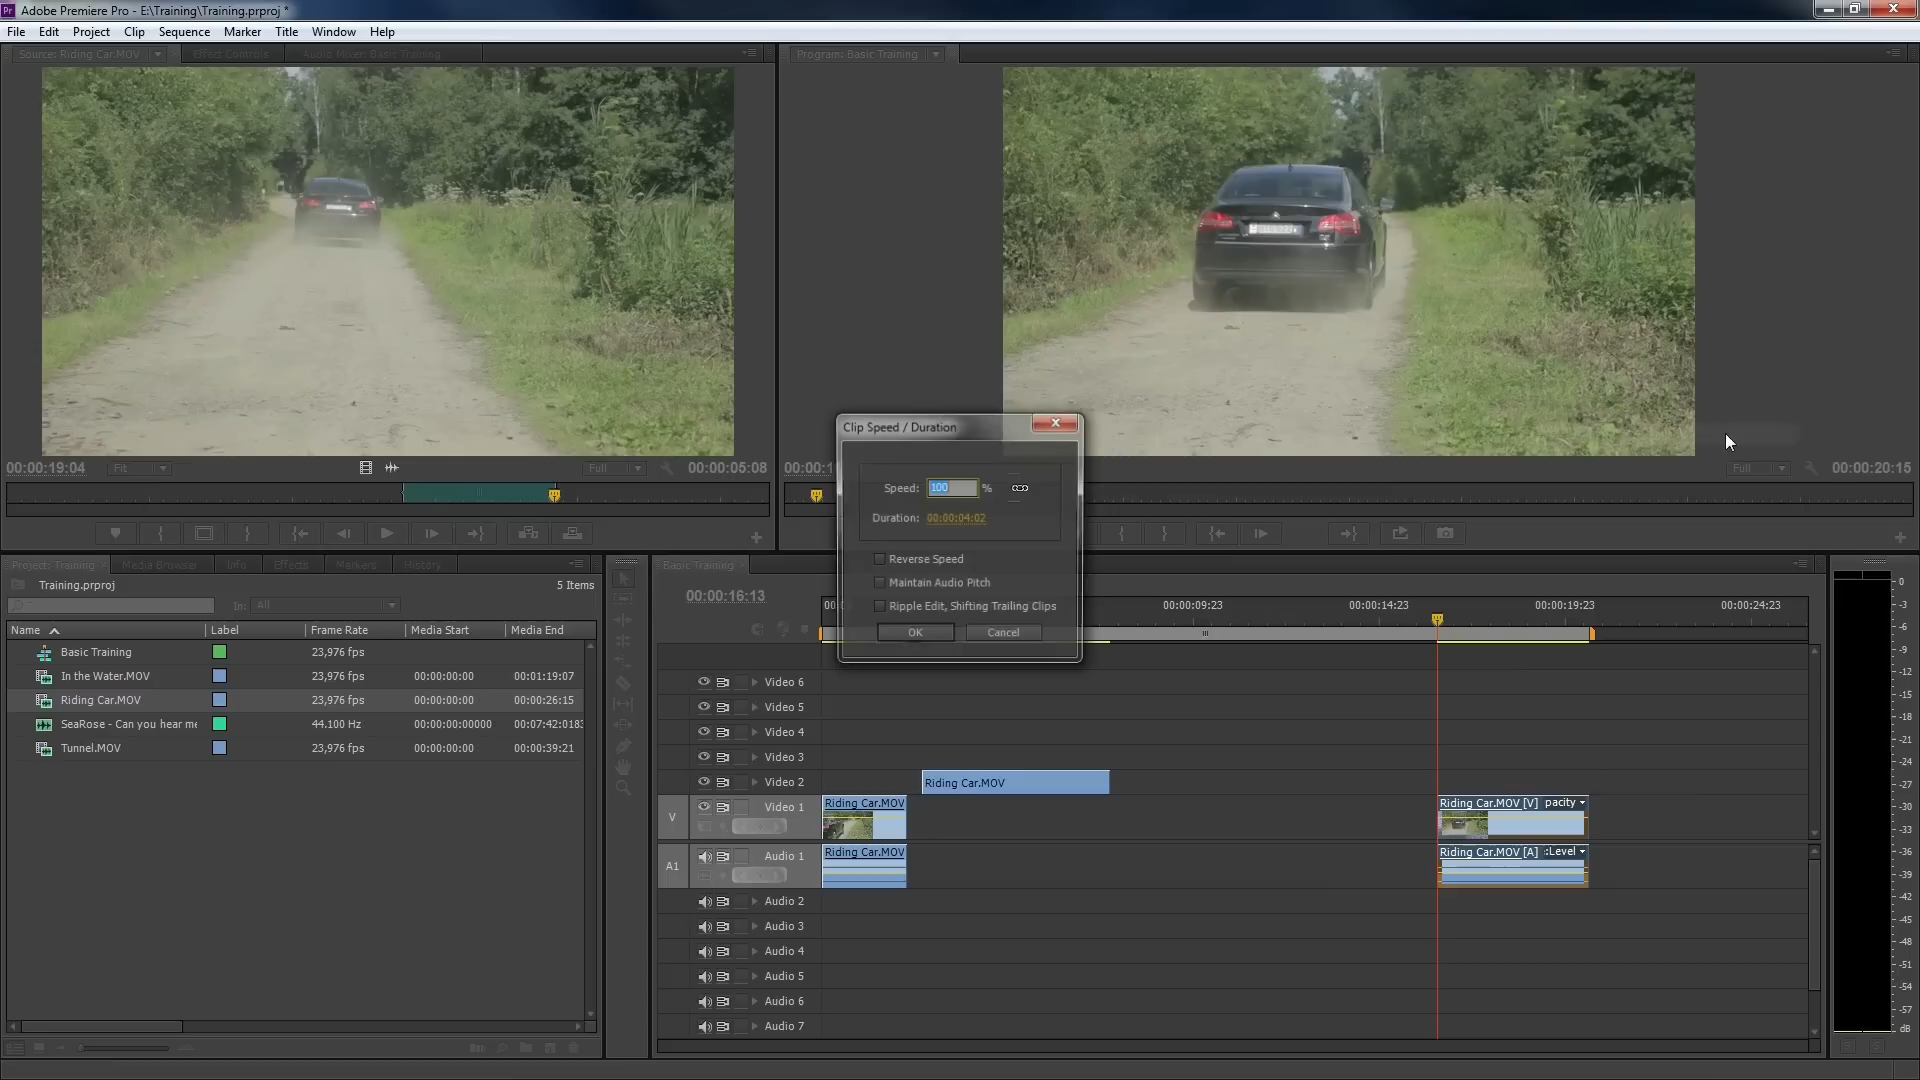 Pr Adobe Premiere Pro - E:\Training\Training.prproj *
File Edit Project Clip Sequence Marker Title Window Help
Source: Riding Car.MOV Effect Controls Audio Mixer: Basic Training
Program: Basic Training
00:00:19:04 Fit Full 00:00:05:08
Full 00:00:20:15
Clip Speed / Duration
Speed: 100 %
Duration: 00:00:04:02
Reverse Speed
Maintain Audio Pitch
Ripple Edit, Shifting Trailing Clips
OK Cancel
Project: Training Media Browser Info Effects Markers History
Training.prproj 5 Items
In: All
Name Label Frame Rate Media Start Media End
Basic Training 23,976 fps
In the Water.MOV 23,976 fps 00:00:00:00 00:01:19:07
Riding Car.MOV 23,976 fps 00:00:00:00 00:00:26:15
SeaRose - Can you hear me 44.100 Hz 00:00:00:00000 00:07:42:0183
Tunnel.MOV 23,976 fps 00:00:00:00 00:00:39:21
Basic Training
00:00:16:13
00:00:09:23 00:00:14:23 00:00:19:23 00:00:24:23
Video 6
Video 5
Video 4
Video 3
Video 2
Riding Car.MOV
V Video 1
Riding Car.MOV
Riding Car.MOV [V] pacity
A1 Audio 1
Riding Car.MOV
Riding Car.MOV [A] :Level
Audio 2
Audio 3
Audio 4
Audio 5
Audio 6
Audio 7
0
-3
-6
-9
-12
-15
-18
-21
-24
-27
-30
-33
-36
-39
-42
-45
-48
-51
-54
-57
dB